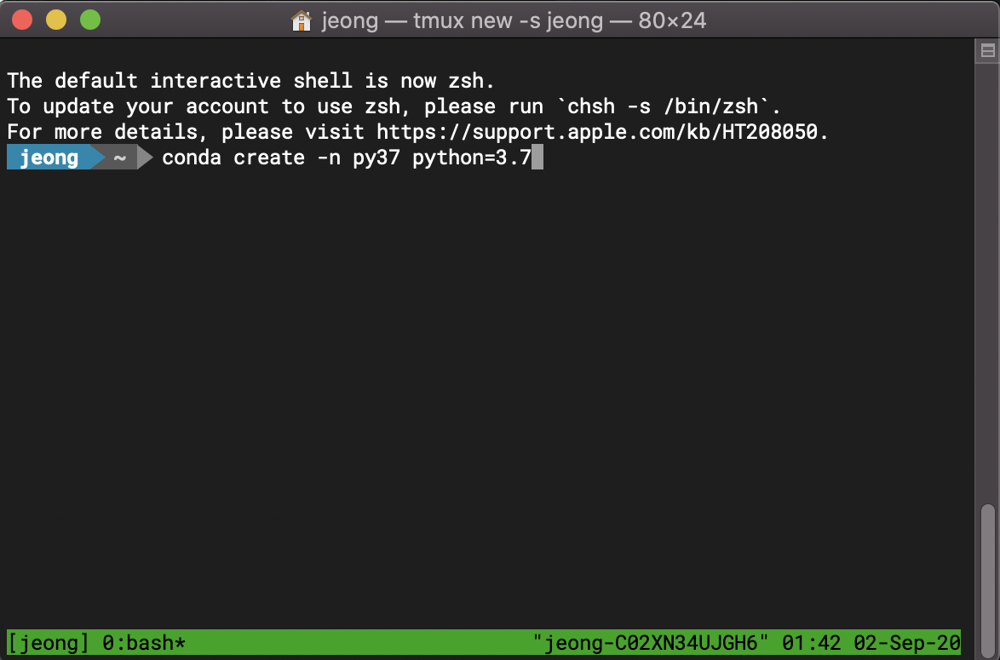 jeong — tmux new -s jeong — 80×24
The default interactive shell is now zsh.
To update your account to use zsh, please run `chsh -s /bin/zsh`.
For more details, please visit https://support.apple.com/kb/HT208050.
jeong ~ conda create -n py37 python=3.7
[jeong] 0:bash* "jeong-C02XN34UJGH6" 01:42 02-Sep-20